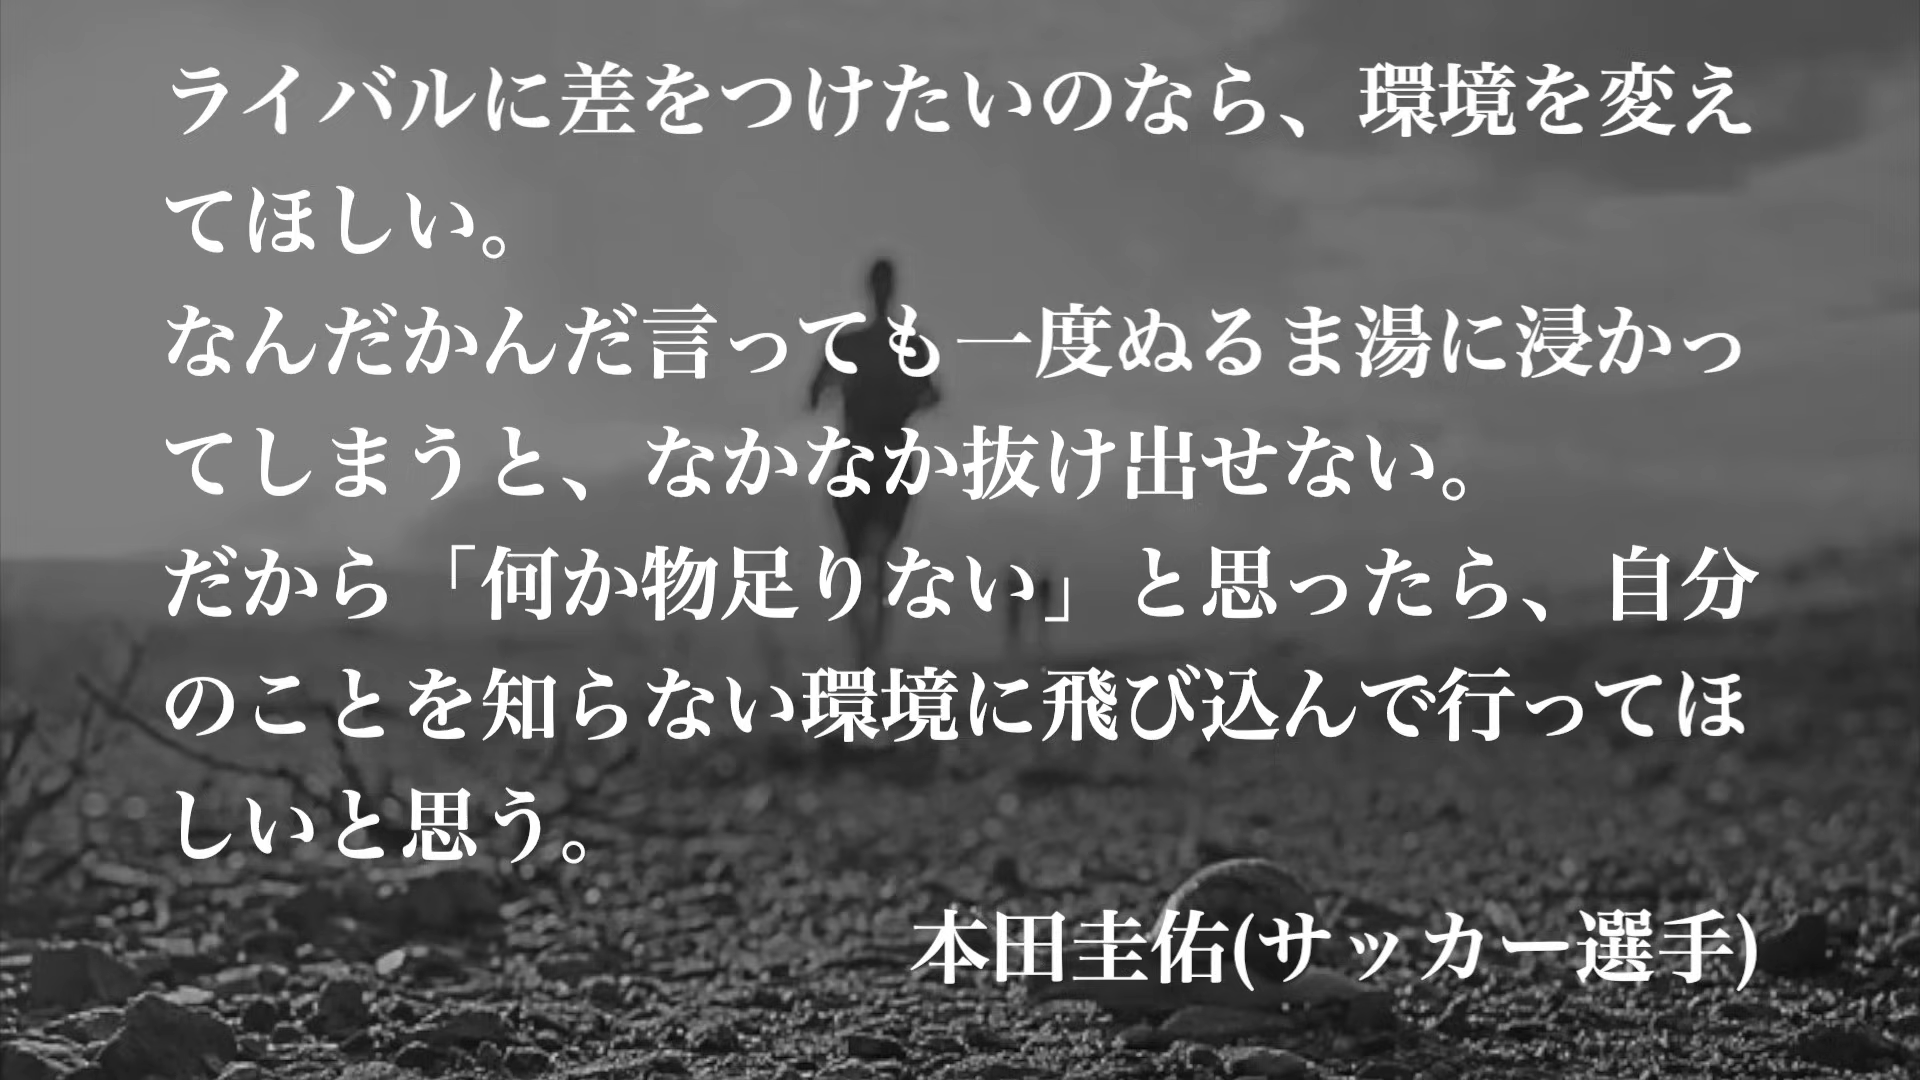 ライバルに差をつけたいのなら、環境を変え
てほしい。
なんだかんだ言っても一度ぬるま湯に浸かっ
てしまうと、なかなか抜け出せない。
だから「何か物足りない」と思ったら、自分
のことを知らない環境に飛び込んで行ってほ
しいと思う。
本田圭佑(サッカー選手)